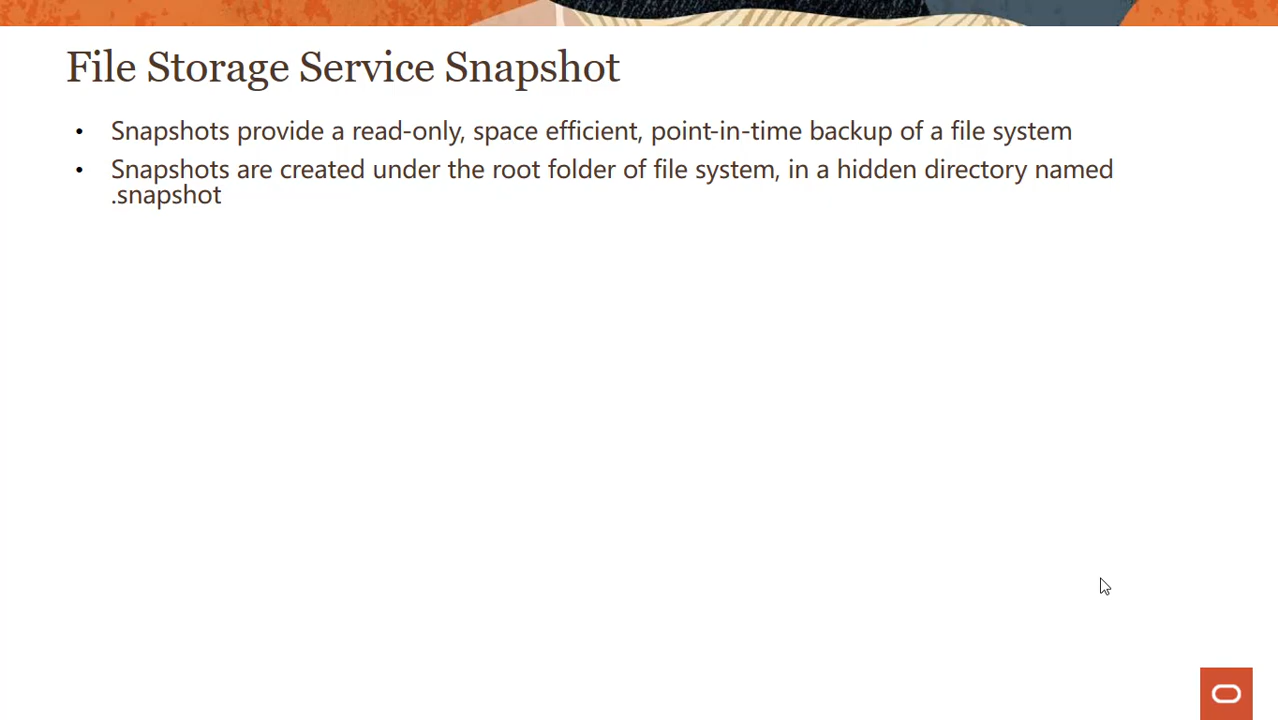 File Storage Service Snapshot
• Snapshots provide a read-only, space efficient, point-in-time backup of a file system
• Snapshots are created under the root folder of file system, in a hidden directory named
.snapshot